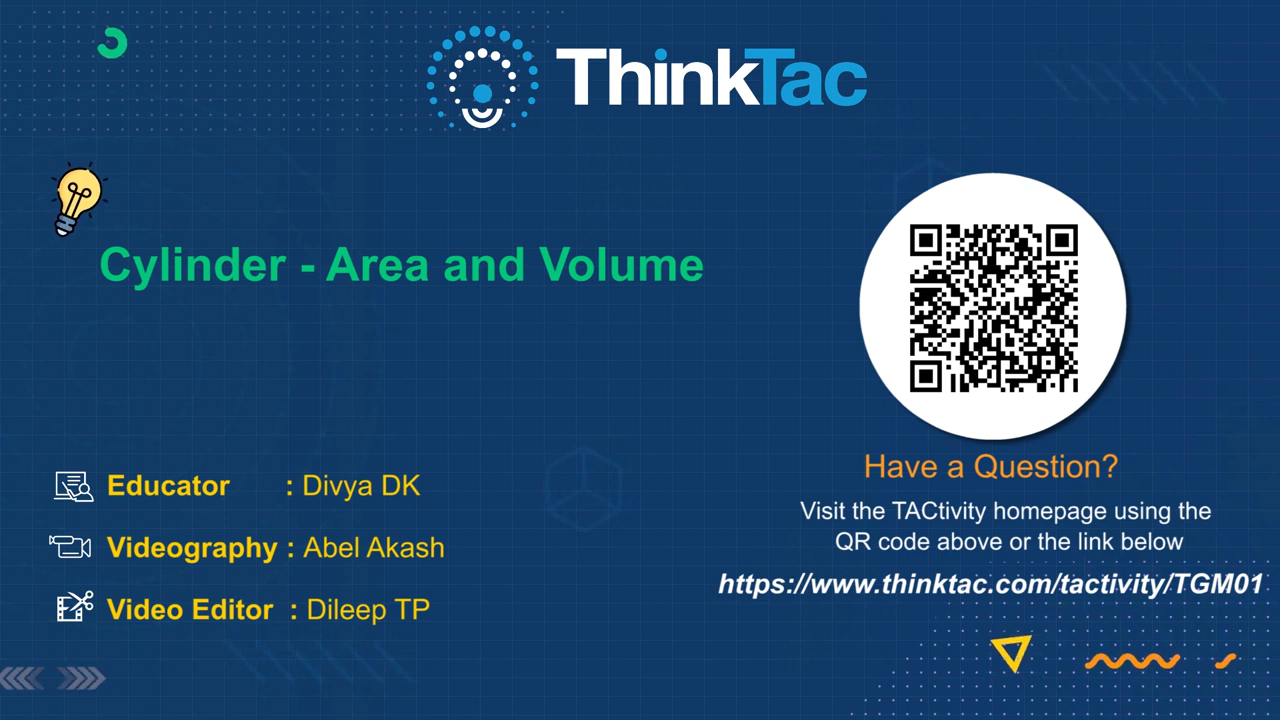 ThinkTac
Cylinder - Area and Volume
Educator : Divya DK
Videography : Abel Akash
Video Editor : Dileep TP
Have a Question?
Visit the TACtivity homepage using the
QR code above or the link below
https://www.thinktac.com/tactivity/TGM01